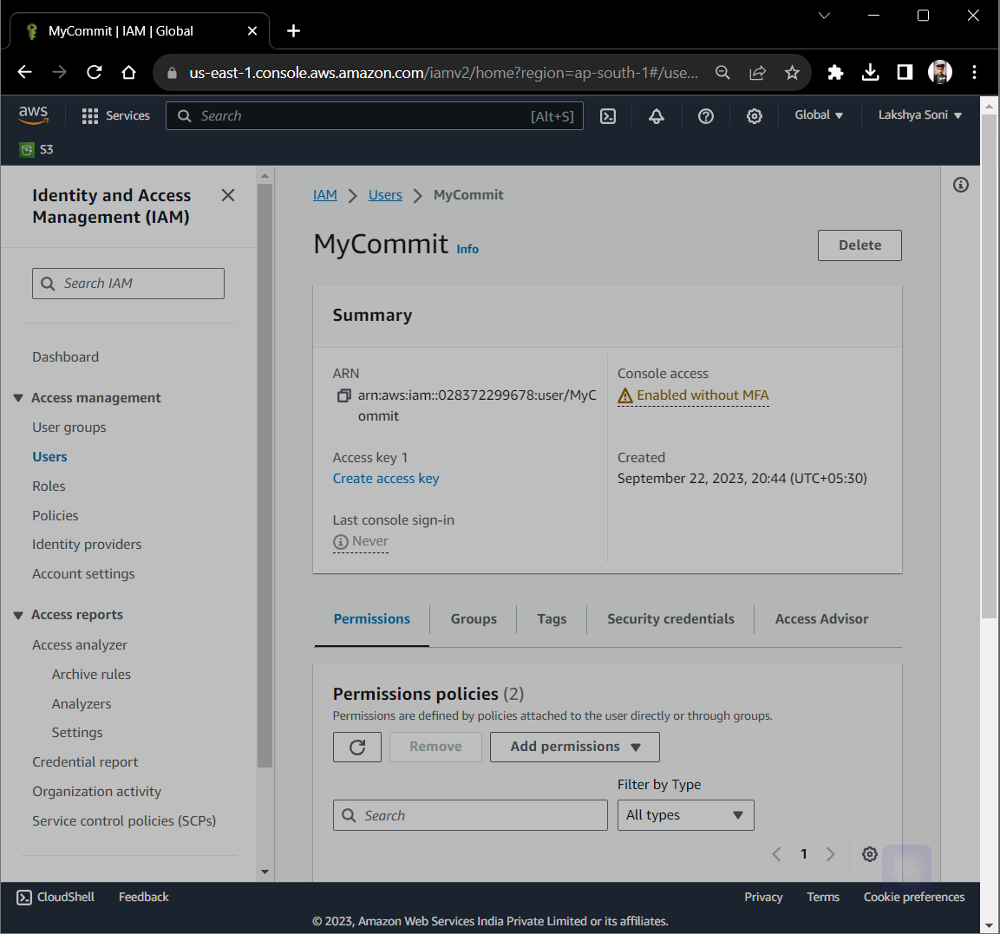 MyCommit | IAM | Global
us-east-1.console.aws.amazon.com/iamv2/home?region=ap-south-1#/use...
aws
Services
Search
[Alt+S]
Global
Lakshya Soni
S3
Identity and Access
Management (IAM)
Search IAM
Dashboard
Access management
User groups
Users
Roles
Policies
Identity providers
Account settings
Access reports
Access analyzer
Archive rules
Analyzers
Settings
Credential report
Organization activity
Service control policies (SCPs)
IAM
Users
MyCommit
MyCommit Info
Delete
Summary
ARN
arn:aws:iam::028372299678:user/MyC
ommit
Console access
Enabled without MFA
Access key 1
Create access key
Created
September 22, 2023, 20:44 (UTC+05:30)
Last console sign-in
Never
Permissions
Groups
Tags
Security credentials
Access Advisor
Permissions policies (2)
Permissions are defined by policies attached to the user directly or through groups.
Remove
Add permissions
Filter by Type
Search
All types
1
CloudShell
Feedback
Privacy
Terms
Cookie preferences
© 2023, Amazon Web Services India Private Limited or its affiliates.